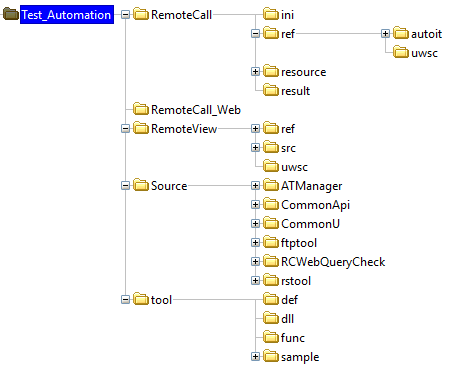 Test_Automation RemoteCall ini
ref autoit
uwsc
resource
result
RemoteCall_Web
RemoteView ref
src
uwsc
Source ATManager
CommonApi
CommonU
ftptool
RCWebQueryCheck
rstool
tool def
dll
func
sample